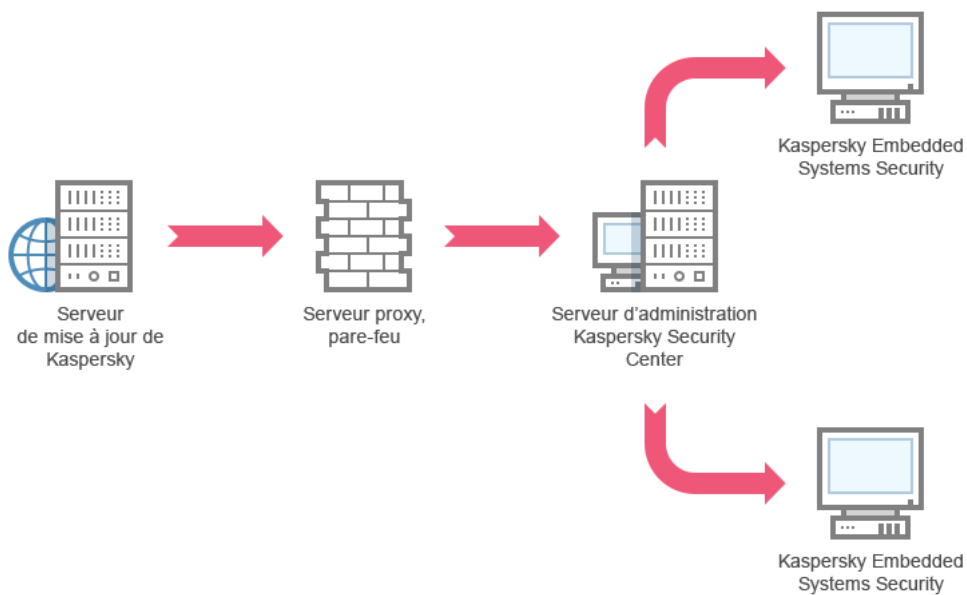 Kaspersky Embedded
Systems Security
Serveur
de mise à jour de
Kaspersky
Serveur proxy,
pare-feu
Serveur d'administration
Kaspersky Security
Center
Kaspersky Embedded
Systems Security